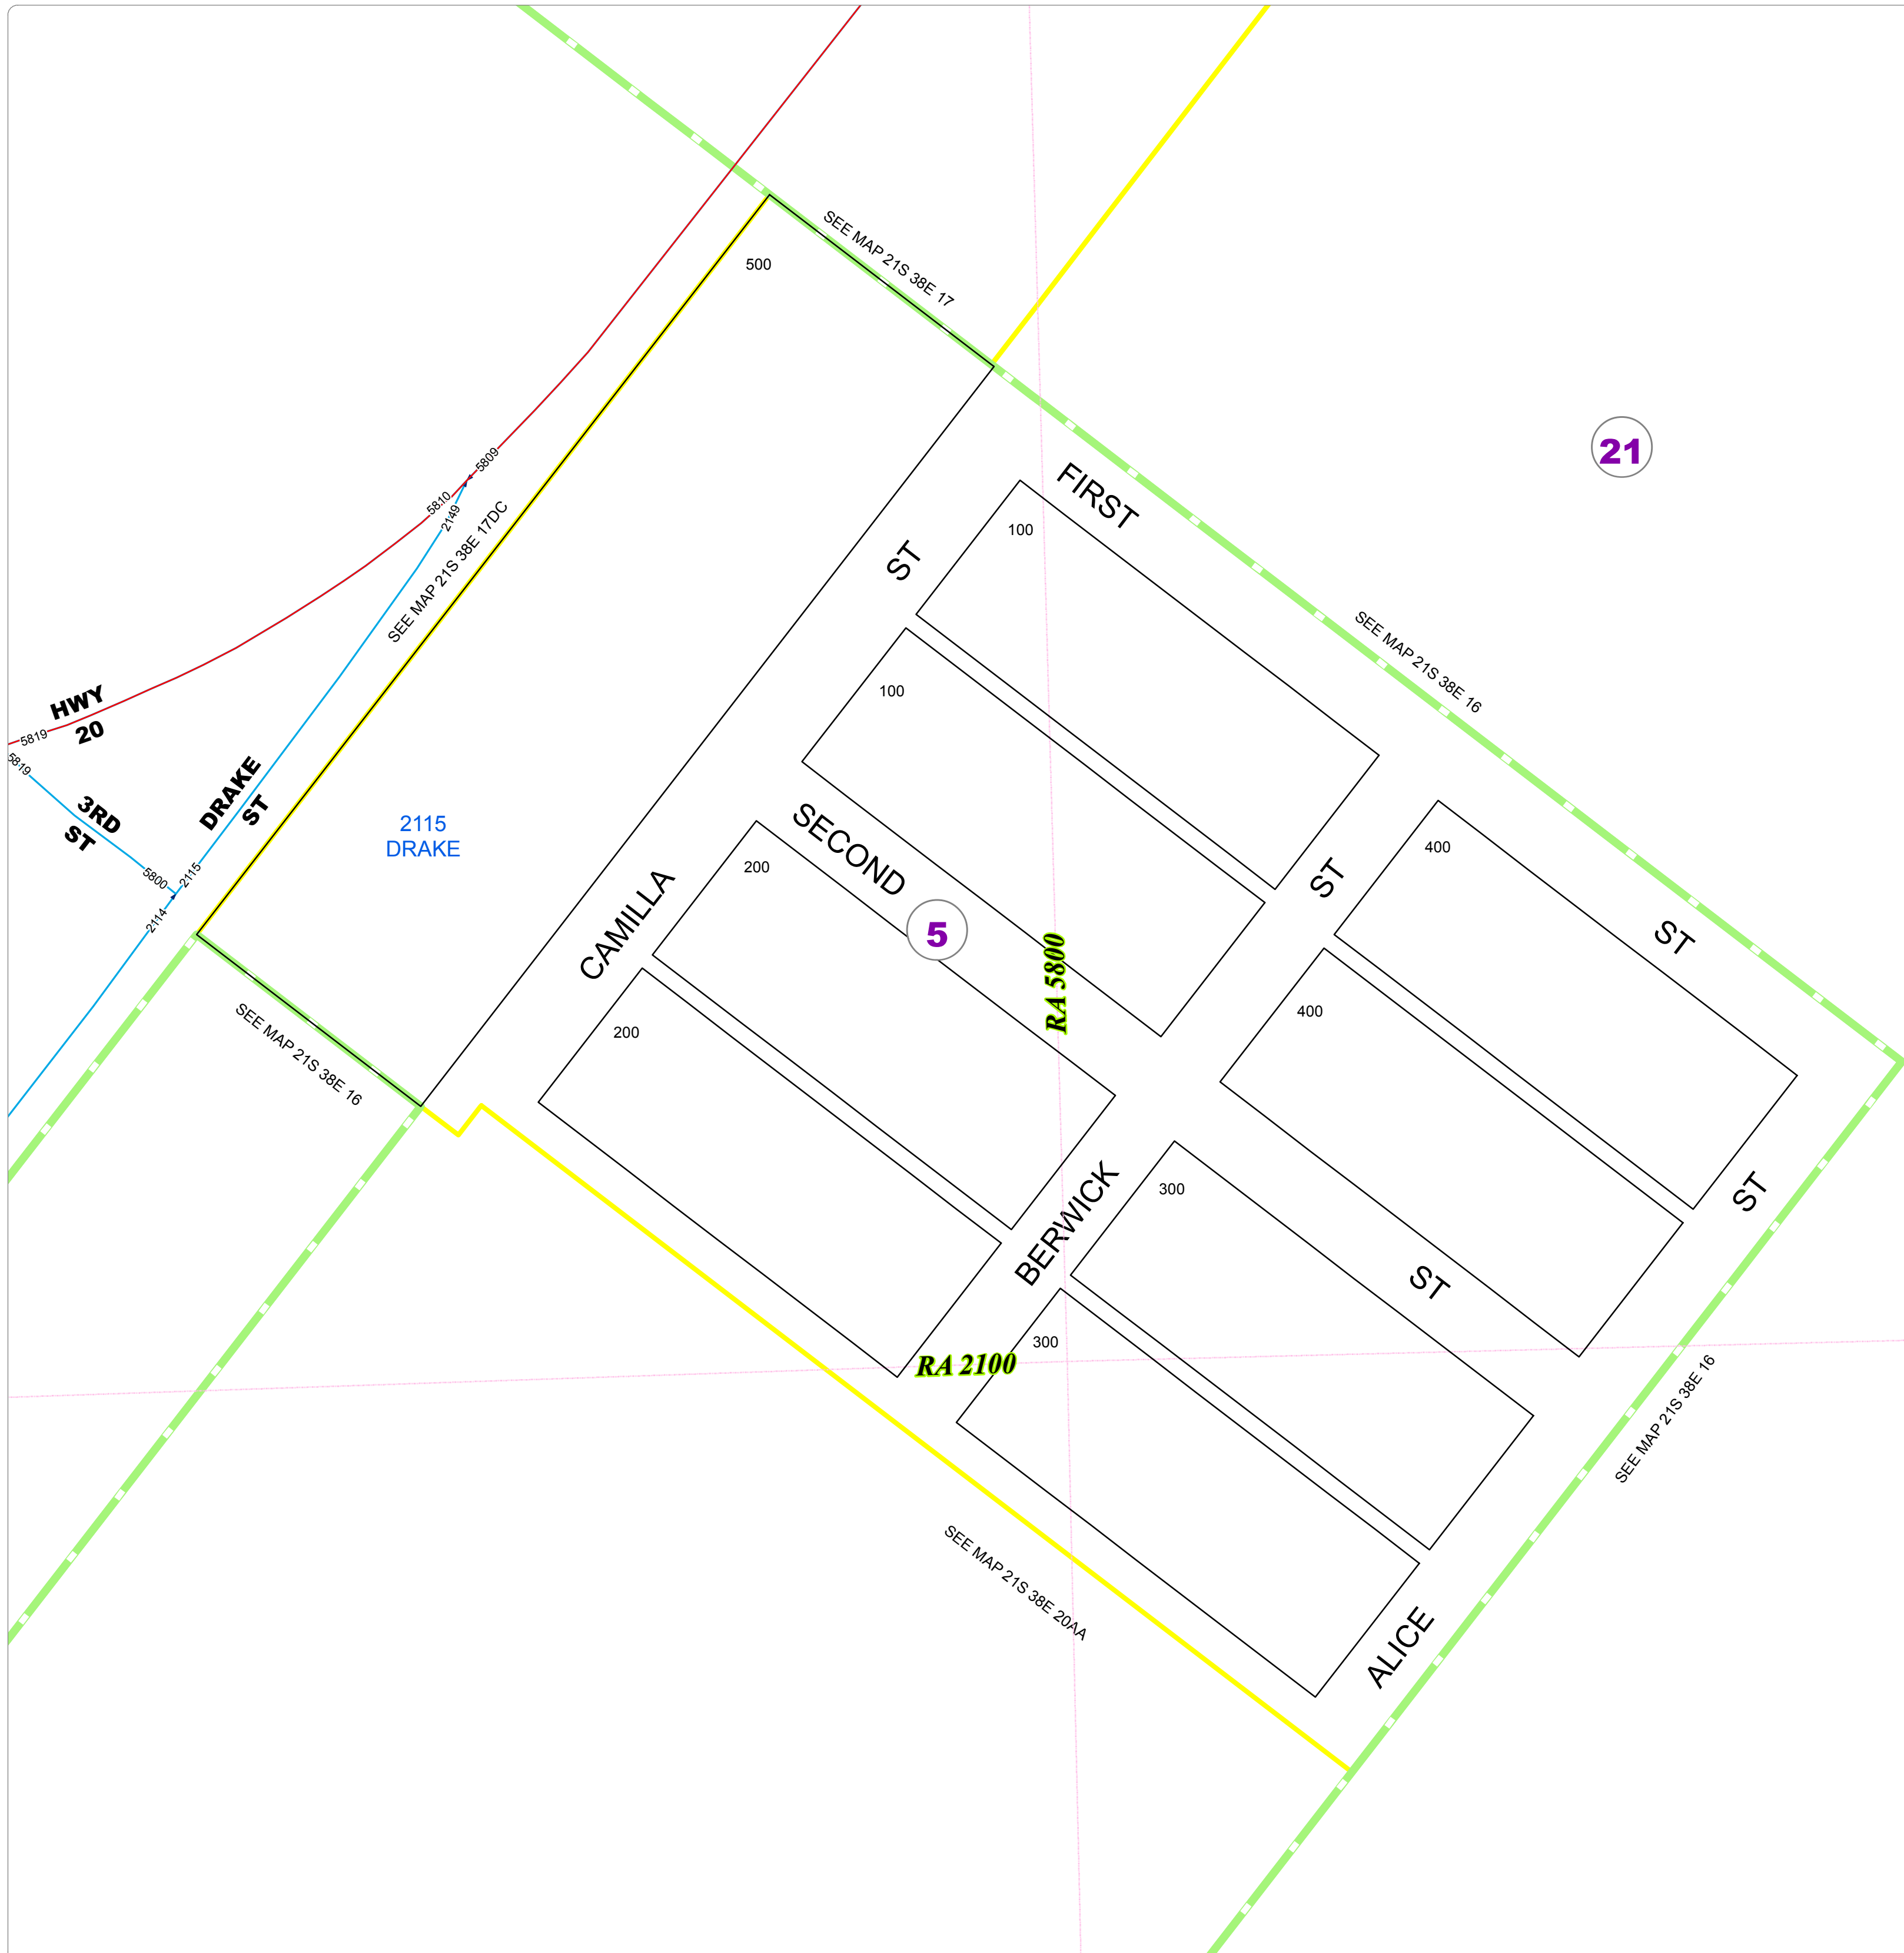 SEE MAP 21S 38E 17
500
21
5809
5810
2149
SEE MAP 21S 38E 17DC
FIRST
ST
100
ST
SEE MAP 21S 38E 16
100
HWY
20
5819
5819
3RD
ST
DRAKE
ST
2115
DRAKE
5800
2115
2114
SECOND
ST
200
5
RA 5800
CAMILLA
BERWICK
ST
400
400
200
SEE MAP 21S 38E 16
300
ST
300
RA 2100
SEE MAP 21S 38E 16
SEE MAP 21S 38E 20AA
ALICE